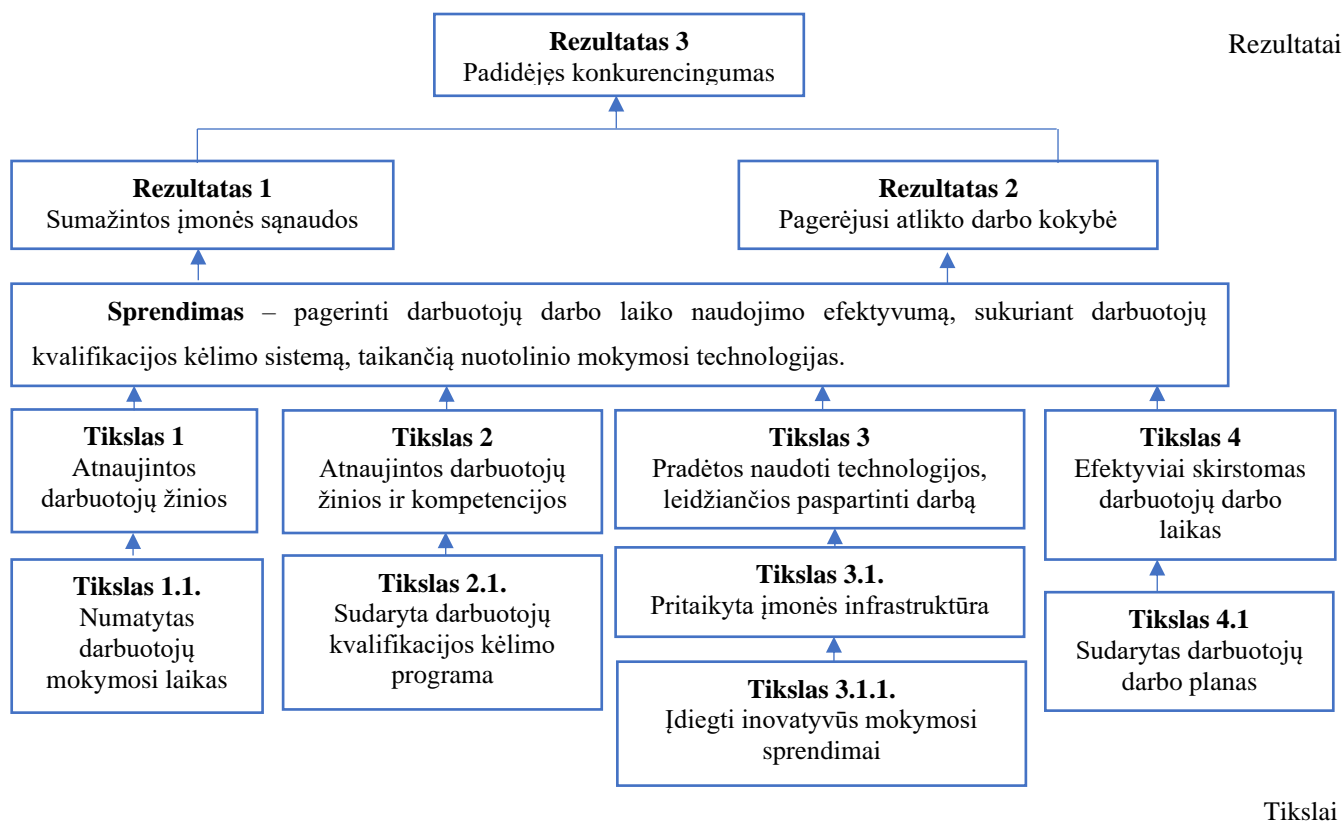 Rezultatas 3
Padidėjęs konkurencingumas
Rezultatai
Rezultatas 1
Sumažintos įmonės sąnaudos
Rezultatas 2
Pagerėjusi atlikto darbo kokybė
Sprendimas – pagerinti darbuotojų darbo laiko naudojimo efektyvumą, sukuriant darbuotojų
kvalifikacijos kėlimo sistemą, taikančią nuotolinio mokymosi technologijas.
Tikslas 1
Atnaujintos
darbuotojų žinios
Tikslas 2
Atnaujintos darbuotojų
žinios ir kompetencijos
Tikslas 3
Pradėtos naudoti technologijos,
leidžiančios paspartinti darbą
Tikslas 4
Efektyviai skirstomas
darbuotojų darbo
laikas
Tikslas 1.1.
Numatytas
darbuotojų
mokymosi laikas
Tikslas 2.1.
Sudaryta darbuotojų
kvalifikacijos kėlimo
programa
Tikslas 3.1.
Pritaikyta įmonės infrastruktūra
Tikslas 4.1
Sudarytas darbuotojų
darbo planas
Tikslas 3.1.1.
Įdiegti inovatyvūs mokymosi
sprendimai
Tikslai